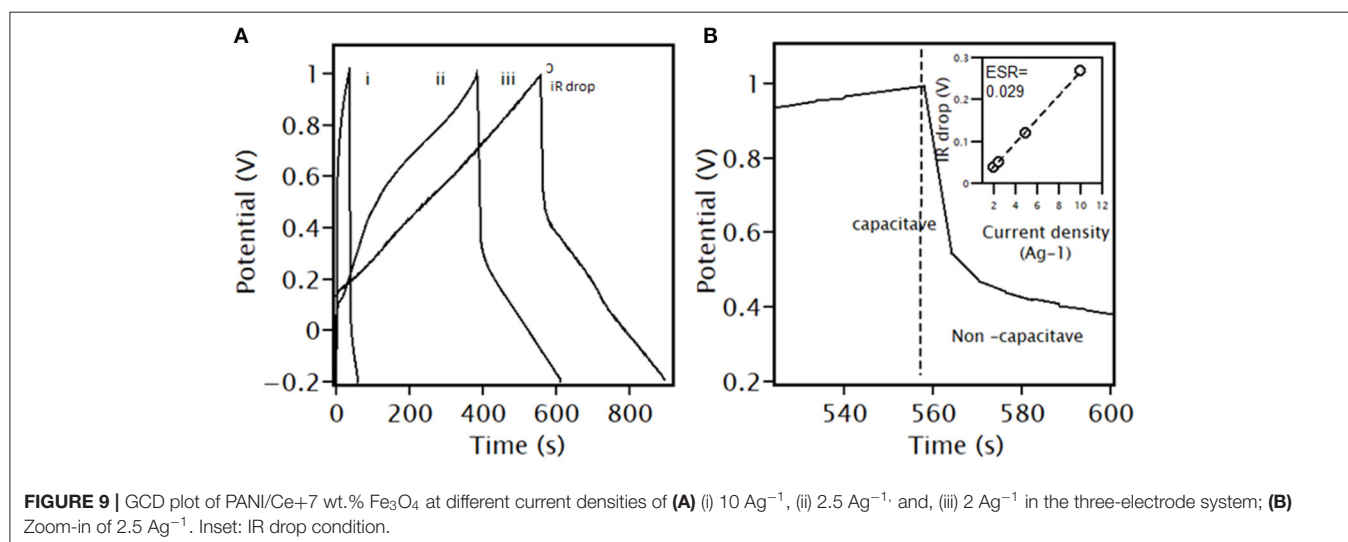 A
B
1
0.8
0.6
0.4
0.2
0
−0.2
Potential (V)
i
ii
iii
iR drop
0
200
400
600
800
Time (s)
1
0.8
0.6
0.4
0.2
Potential (V)
capacitave
Non -capacitave
540
560
580
600
Time (s)
ESR=
0.029
0.3
0.2
0.1
0
IR drop (V)
2 4 6 8 10 12
Current density
(Ag-1)
FIGURE 9 | GCD plot of PANI/Ce+7 wt.% Fe₃O₄ at different current densities of (A) (i) 10 Ag⁻¹, (ii) 2.5 Ag⁻¹, and, (iii) 2 Ag⁻¹ in the three-electrode system; (B)
Zoom-in of 2.5 Ag⁻¹. Inset: IR drop condition.